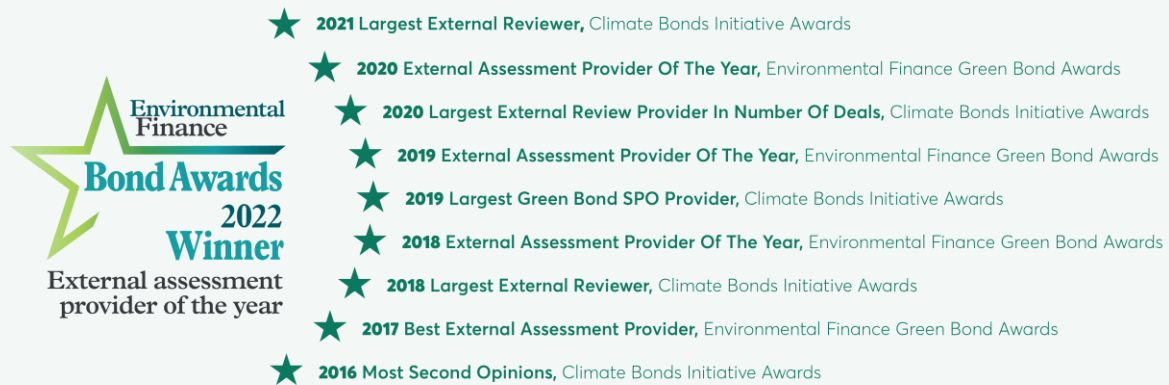 Environmental
Finance
Bond Awards
2022
Winner
External assessment
provider of the year
2021 Largest External Reviewer, Climate Bonds Initiative Awards
2020 External Assessment Provider Of The Year, Environmental Finance Green Bond Awards
2020 Largest External Review Provider In Number Of Deals, Climate Bonds Initiative Awards
2019 External Assessment Provider Of The Year, Environmental Finance Green Bond Awards
2019 Largest Green Bond SPO Provider, Climate Bonds Initiative Awards
2018 External Assessment Provider Of The Year, Environmental Finance Green Bond Awards
2018 Largest External Reviewer, Climate Bonds Initiative Awards
2017 Best External Assessment Provider, Environmental Finance Green Bond Awards
2016 Most Second Opinions, Climate Bonds Initiative Awards